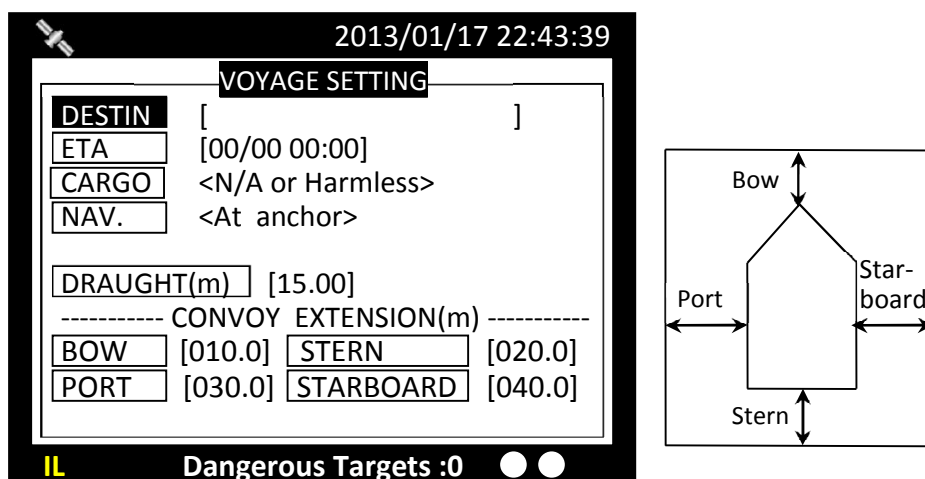 2013/01/17 22:43:39
VOYAGE SETTING
DESTIN [ ]
ETA [00/00 00:00]
CARGO <N/A or Harmless>
NAV. <At anchor>
DRAUGHT(m) [15.00]
----------- CONVOY EXTENSION(m) -----------
BOW [010.0] STERN [020.0]
PORT [030.0] STARBOARD [040.0]
IL Dangerous Targets :0
Bow
Port
Star-
board
Stern